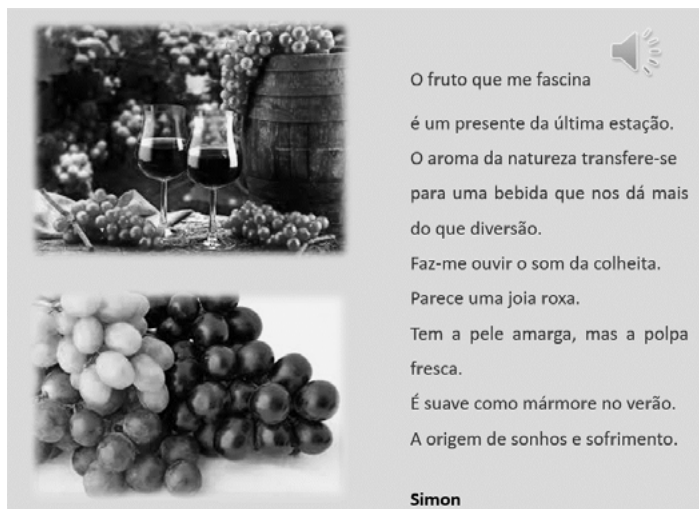 O fruto que me fascina
é um presente da última estação.
O aroma da natureza transfere-se
para uma bebida que nos dá mais
do que diversão.
Faz-me ouvir o som da colheita.
Parece uma joia roxa.
Tem a pele amarga, mas a polpa
fresca.
É suave como mármore no verão.
A origem de sonhos e sofrimento.
Simon